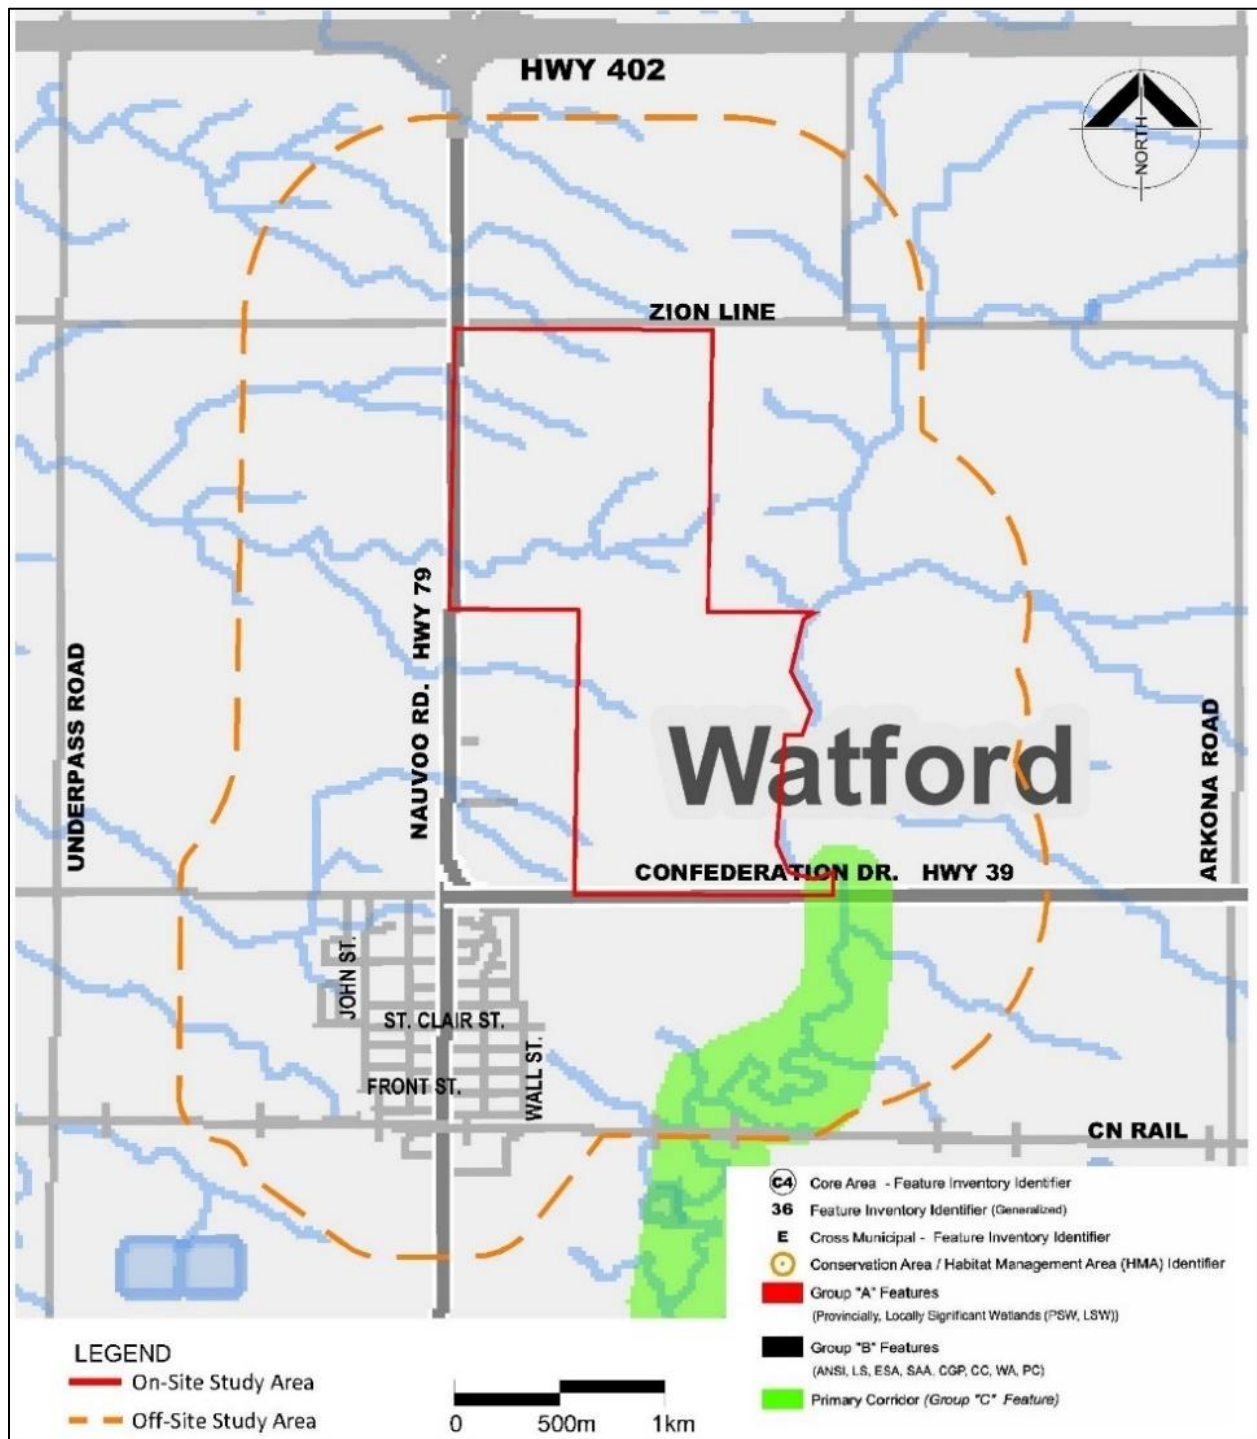 HWY 402
NORTH
ZION LINE
NAUVOO RD. HWY 79
UNDERPASS ROAD
Watford
ARKONA ROAD
CONFEDERATION DR. HWY 39
JOHN ST.
ST. CLAIR ST.
WALL ST.
FRONT ST.
CN RAIL
C4 Core Area - Feature Inventory Identifier
36 Feature Inventory Identifier (Generalized)
E Cross Municipal - Feature Inventory Identifier
Conservation Area / Habitat Management Area (HMA) Identifier
Group "A" Features
(Provincially, Locally Significant Wetlands (PSW, LSW))
Group "B" Features
(ANSI, LS, ESA, SAA, CGP, CC, WA, PC)
Primary Corridor (Group "C" Feature)
LEGEND
On-Site Study Area
Off-Site Study Area
0 500m 1km